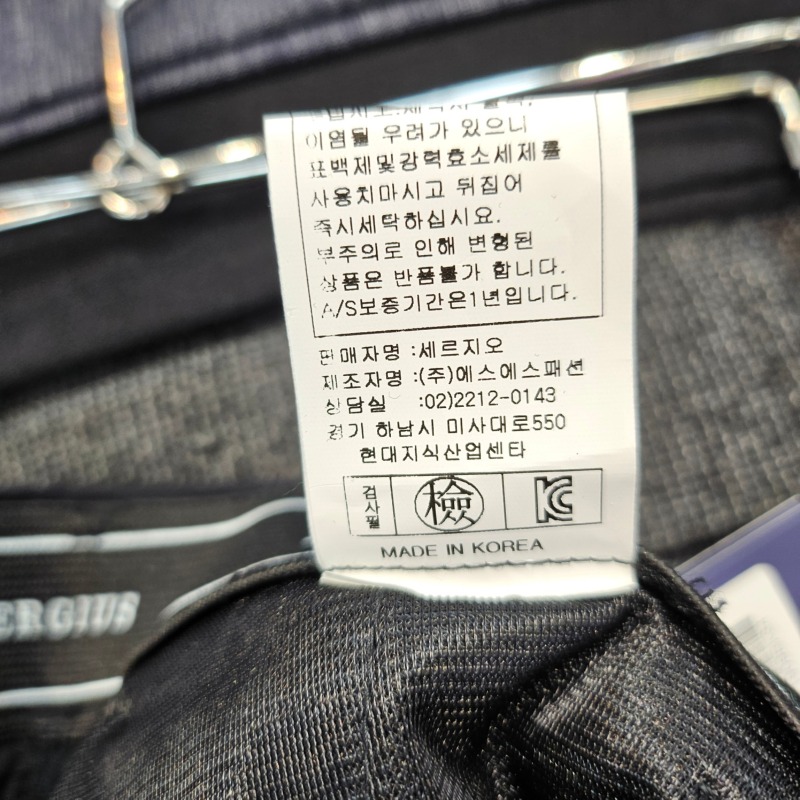 이염될 우려가 있으니
표백제및강력효소세제를
사용치마시고 뒤집어
즉시세탁하십시요.
부주의로 인해 변형된
상품은 반품불가 합니다.
A/S보증기간은1년입니다.
판매자명 :세르지오
제조자명 :(주)에스에스패션
상담실 :02)2212-0143
경기 하남시 미사대로550
현대지식산업센타
검사필 檢 KC
MADE IN KOREA
ERGIUS